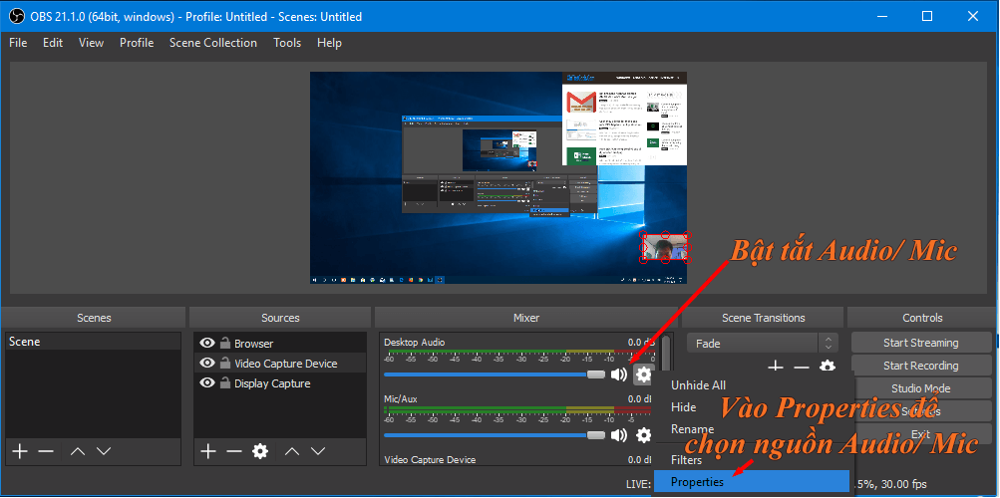 OBS 21.1.0 (64bit, windows) - Profile: Untitled - Scenes: Untitled
File Edit View Profile Scene Collection Tools Help
Bật tắt Audio/ Mic
Scenes Sources Mixer Scene Transitions Controls
Scene
Browser
Video Capture Device
Display Capture
Desktop Audio 0.0 dB
-60 -55 -50 -45 -40 -35 -30 -25 -20 -15 -10 -5 0
Mic/Aux 0.0 dB
-60 -55 -50 -45 -40 -35 -30 -25 -20 -15 -10 -5
Video Capture Device 0.0 dB
Fade
Start Streaming
Start Recording
Studio Mode
Settings
Exit
Unhide All
Hide
Rename
Filters
Properties
Vào Properties để
chọn nguồn Audio/ Mic
LIVE: .5%, 30.00 fps